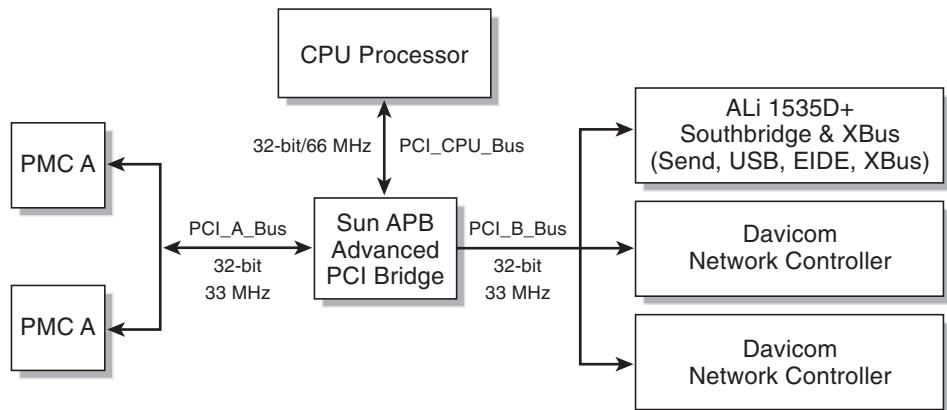 CPU Processor
32-bit/66 MHz
PCI_CPU_Bus
PMC A
PMC A
PCI_A_Bus
32-bit
33 MHz
Sun APB
Advanced
PCI Bridge
PCI_B_Bus
32-bit
33 MHz
ALi 1535D+
Southbridge & XBus
(Send, USB, EIDE, XBus)
Davicom
Network Controller
Davicom
Network Controller